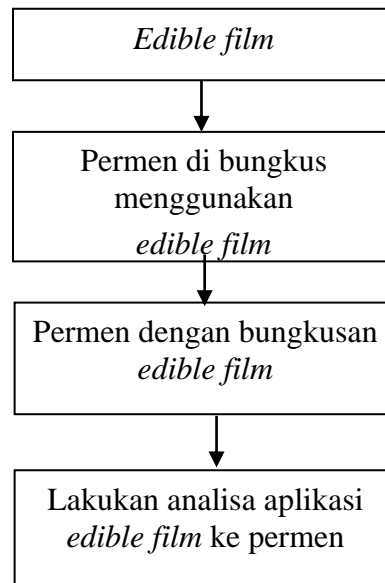 Edible film
Permen di bungkus
menggunakan
edible film
Permen dengan bungkusan
edible film
Lakukan analisa aplikasi
edible film ke permen